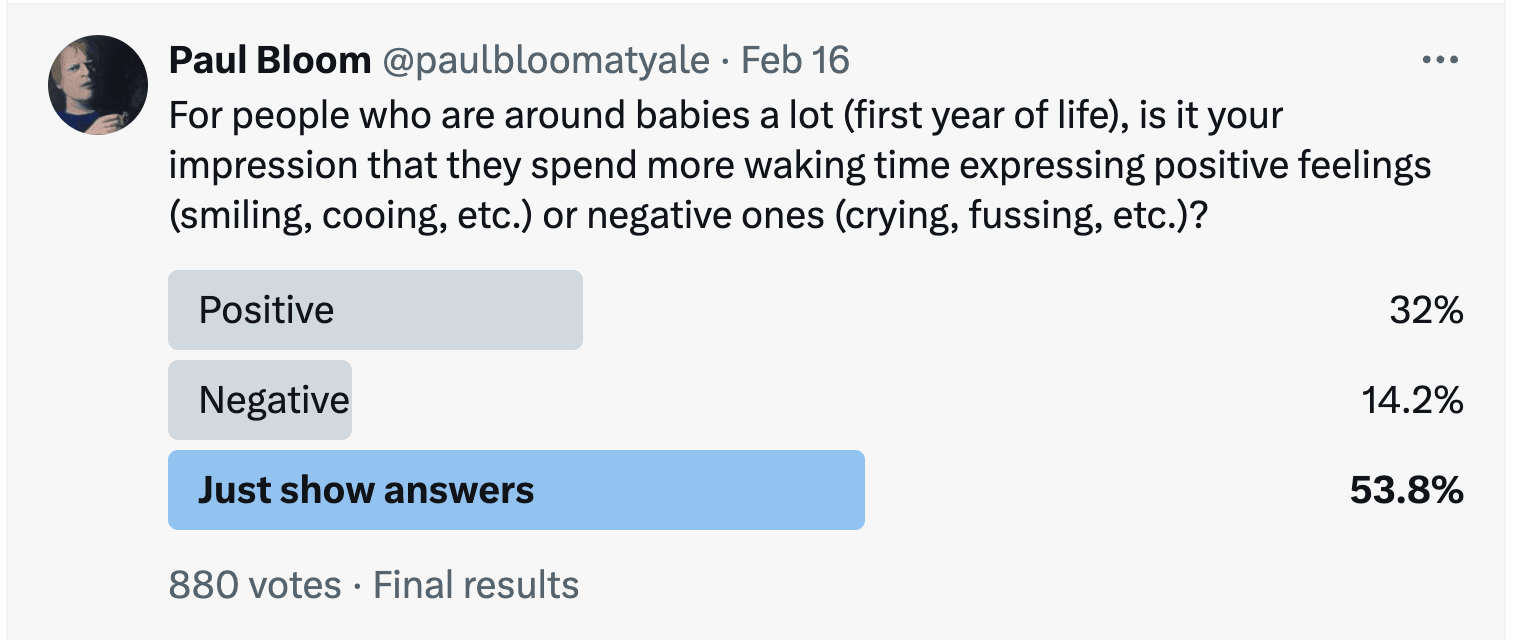 Paul Bloom @paulbloomatyale · Feb 16
For people who are around babies a lot (first year of life), is it your
impression that they spend more waking time expressing positive feelings
(smiling, cooing, etc.) or negative ones (crying, fussing, etc.)?
Positive 32%
Negative 14.2%
Just show answers 53.8%
880 votes · Final results